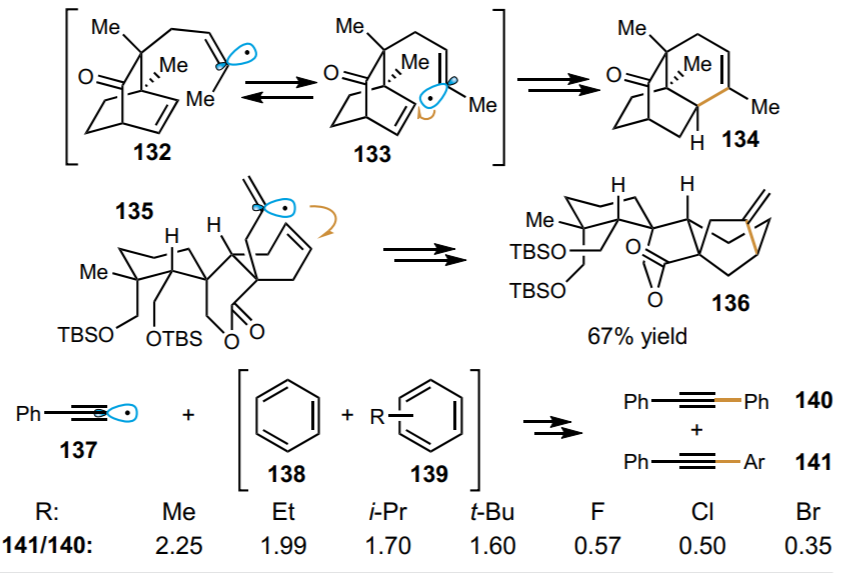 Me
Me
O
Me
132
Me
Me
O
Me
133
Me
Me
O
Me
H
134
135
H
H
Me
TBSO
OTBS
O
O
H
H
Me
TBSO
TBSO
O
O
136
67% yield
Ph
137
+
138
+
R
139
Ph Ph 140
+
Ph Ar 141
R: Me Et i-Pr t-Bu F Cl Br
141/140: 2.25 1.99 1.70 1.60 0.57 0.50 0.35